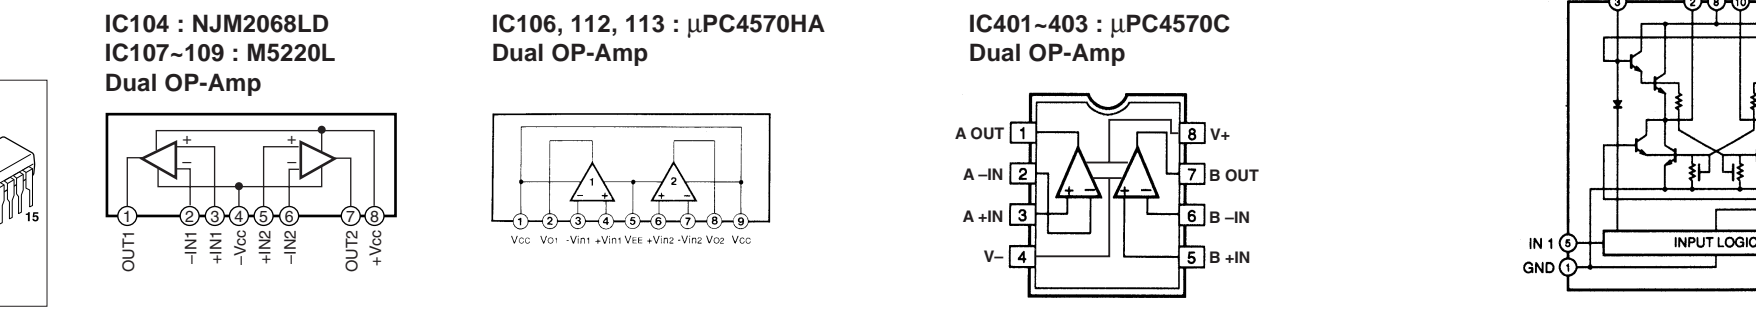 IC104 : NJM2068LD
IC107~109 : M5220L
Dual OP-Amp
+ + − −
1 2 3 4 5 6 7 8
OUT1 –IN1 +IN1 –Vcc +IN2 –IN2 OUT2 +Vcc
15
IC106, 112, 113 : µPC4570HA
Dual OP-Amp
1 2
− + + −
1 2 3 4 5 6 7 8 9
VCC VO1 -Vin1 +Vin1 VEE +Vin2 -Vin2 VO2 VCC
IC401~403 : µPC4570C
Dual OP-Amp
A OUT 1 8 V+
A –IN 2 7 B OUT
+ − + −
A +IN 3 6 B –IN
V– 4 5 B +IN
3 2 8 10
IN 1 5 INPUT LOGIC
GND 1